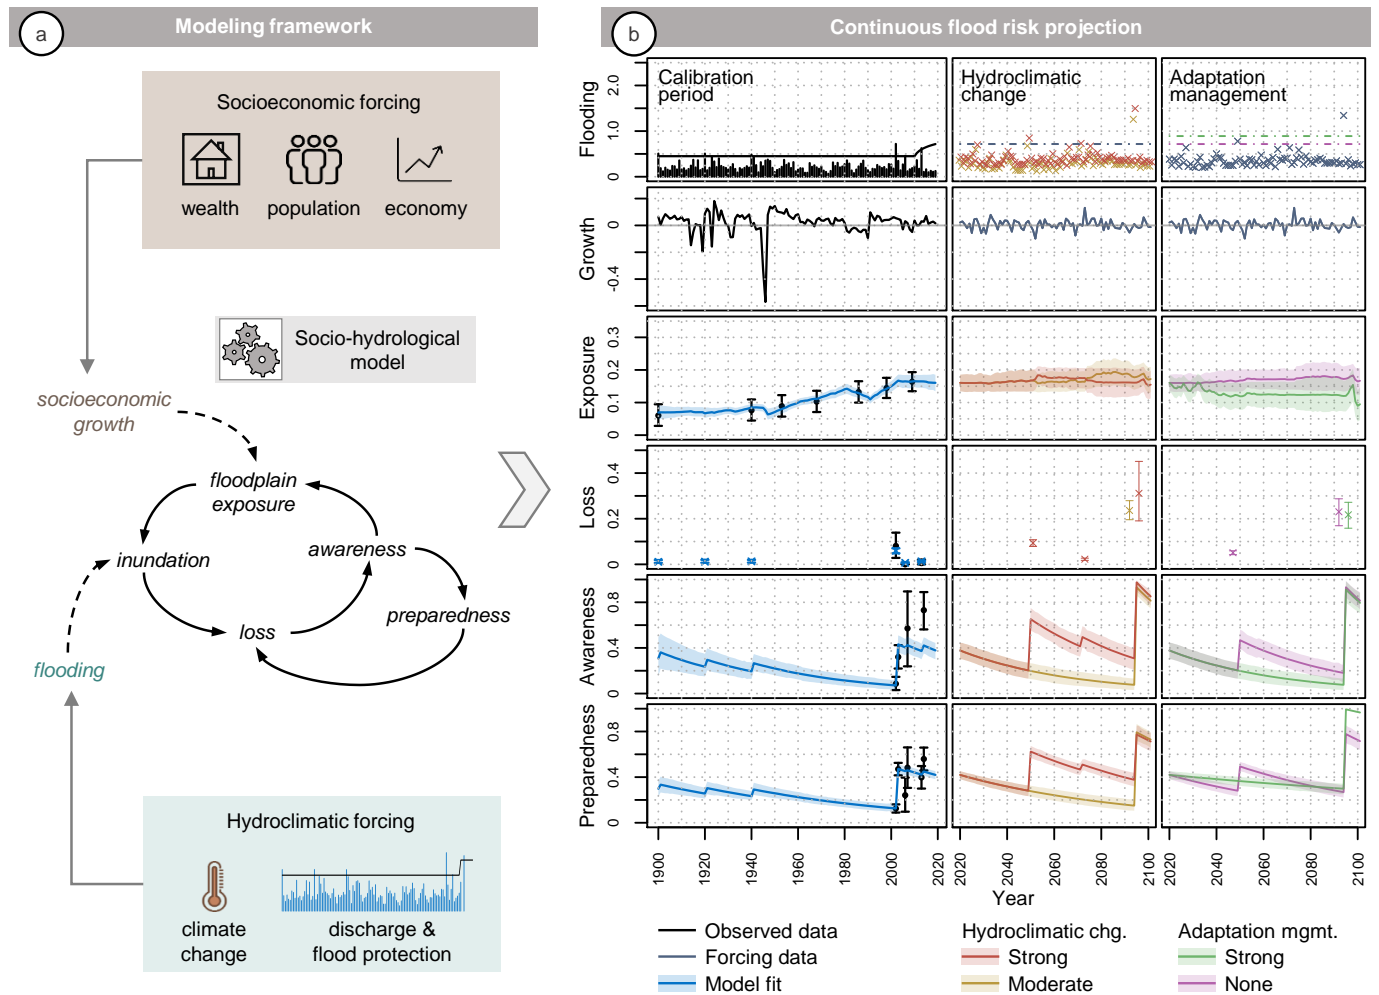 a
Modeling framework
Socioeconomic forcing
wealth
population
economy
Socio-hydrological
model
socioeconomic
growth
floodplain
exposure
inundation
awareness
preparedness
loss
flooding
Hydroclimatic forcing
climate
change
discharge &
flood protection
b
Continuous flood risk projection
Calibration
period
Hydroclimatic
change
Adaptation
management
Flooding
0
1.0
2.0
Growth
-0.4
0
Exposure
0
0.1
0.2
0.3
Loss
0
0.2
0.4
Awareness
0
0.4
0.8
Preparedness
0
0.4
0.8
1900
1920
1940
1960
1980
2000
2020
2020
2040
2060
2080
2100
2020
2040
2060
2080
2100
Year
Observed data
Forcing data
Model fit
Hydroclimatic chg.
Strong
Moderate
Adaptation mgmt.
Strong
None